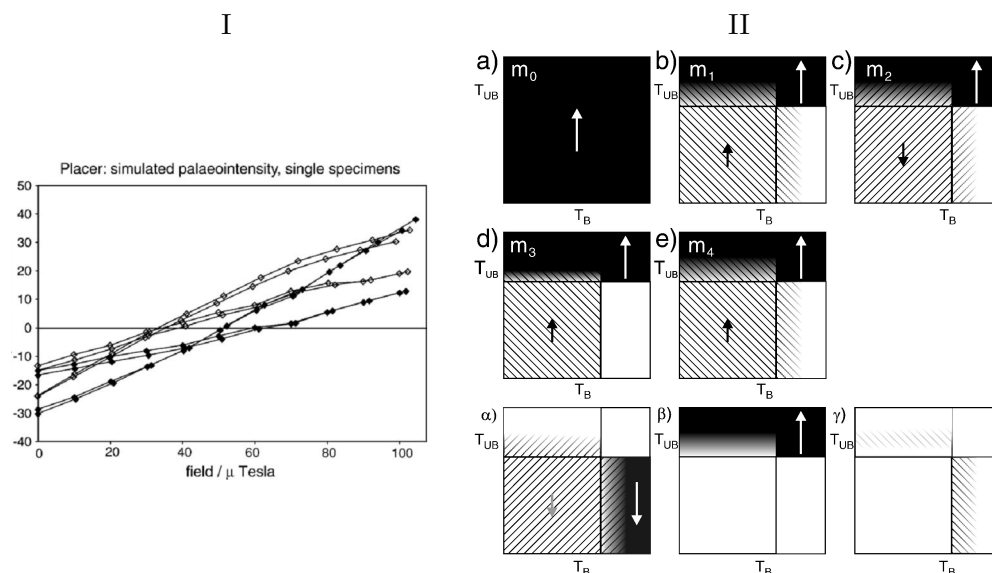 I
II
Placer: simulated palaeointensity, single specimens
50
40
30
20
10
0
-10
-20
-30
-40
0
20
40
60
80
100
field / μ Tesla
a)
m0
TUB
TB
b)
m1
TUB
TB
c)
m2
TUB
TB
d)
m3
TUB
TB
e)
m4
TUB
TB
α)
TUB
TB
β)
TUB
TB
γ)
TUB
TB